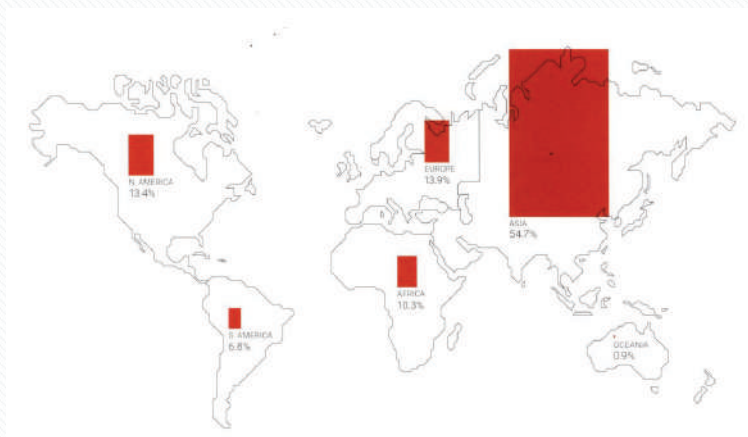 N. AMERICA
13.4%
EUROPE
13.9%
ASIA
54.7%
AFRICA
10.3%
S. AMERICA
6.8%
OCEANIA
0.9%